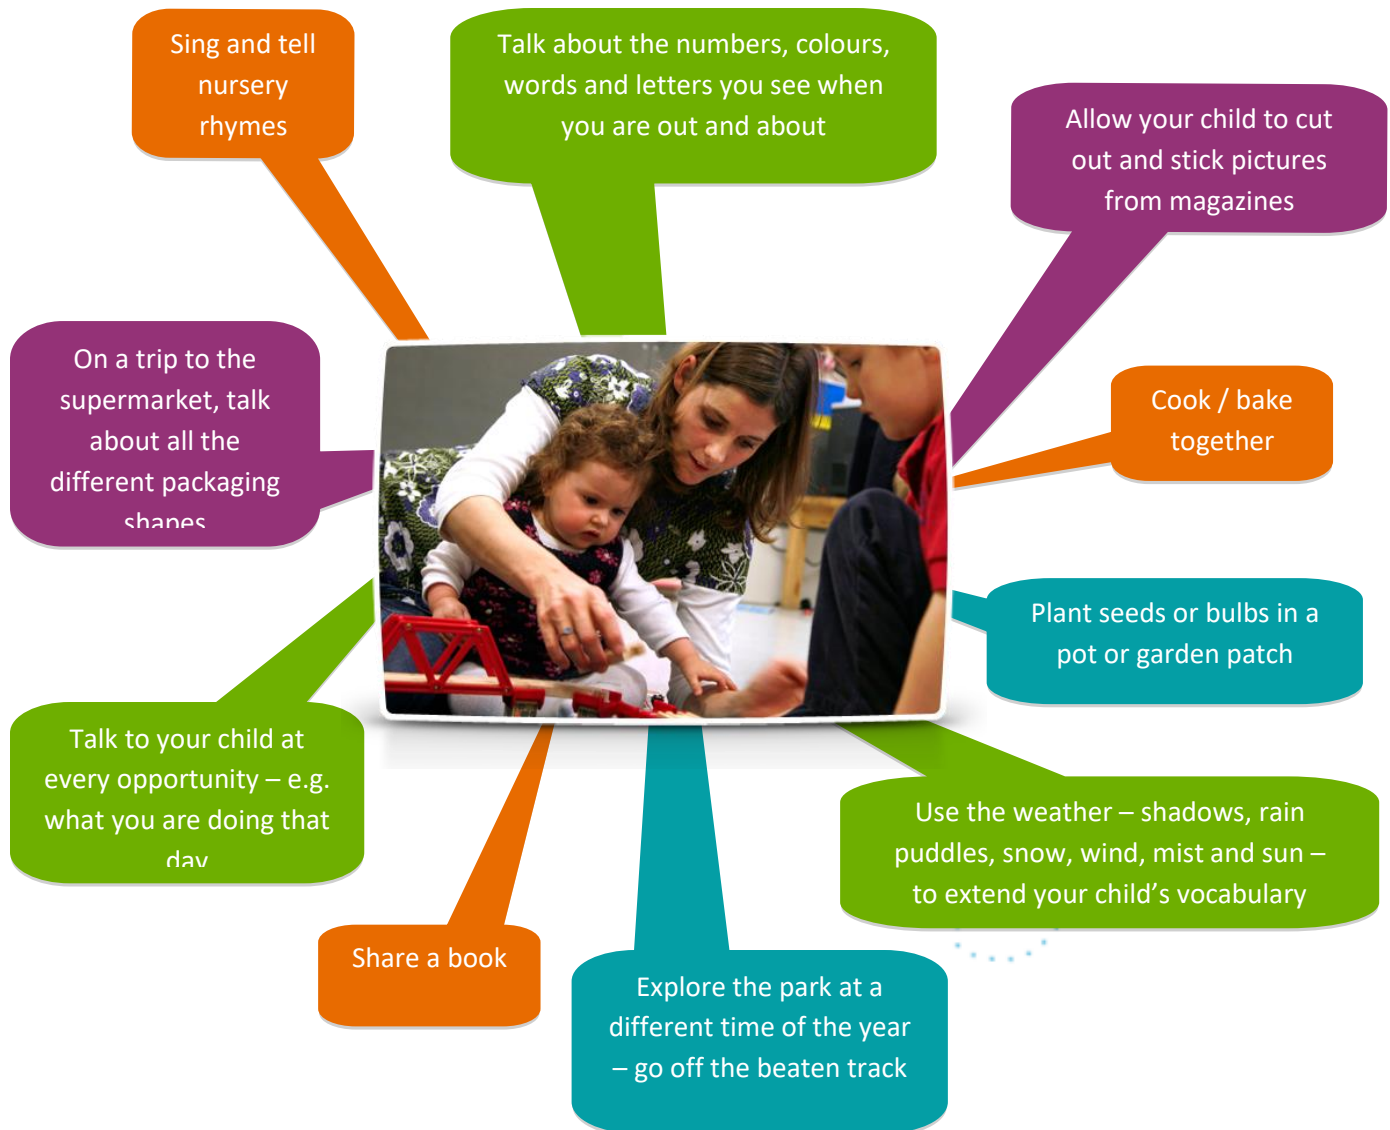 Sing and tell
nursery
rhymes
Talk about the numbers, colours,
words and letters you see when
you are out and about
Allow your child to cut
out and stick pictures
from magazines
On a trip to the
supermarket, talk
about all the
different packaging
shapes
Cook / bake
together
Plant seeds or bulbs in a
pot or garden patch
Talk to your child at
every opportunity – e.g.
what you are doing that
day
Use the weather – shadows, rain
puddles, snow, wind, mist and sun –
to extend your child’s vocabulary
Share a book
Explore the park at a
different time of the year
– go off the beaten track